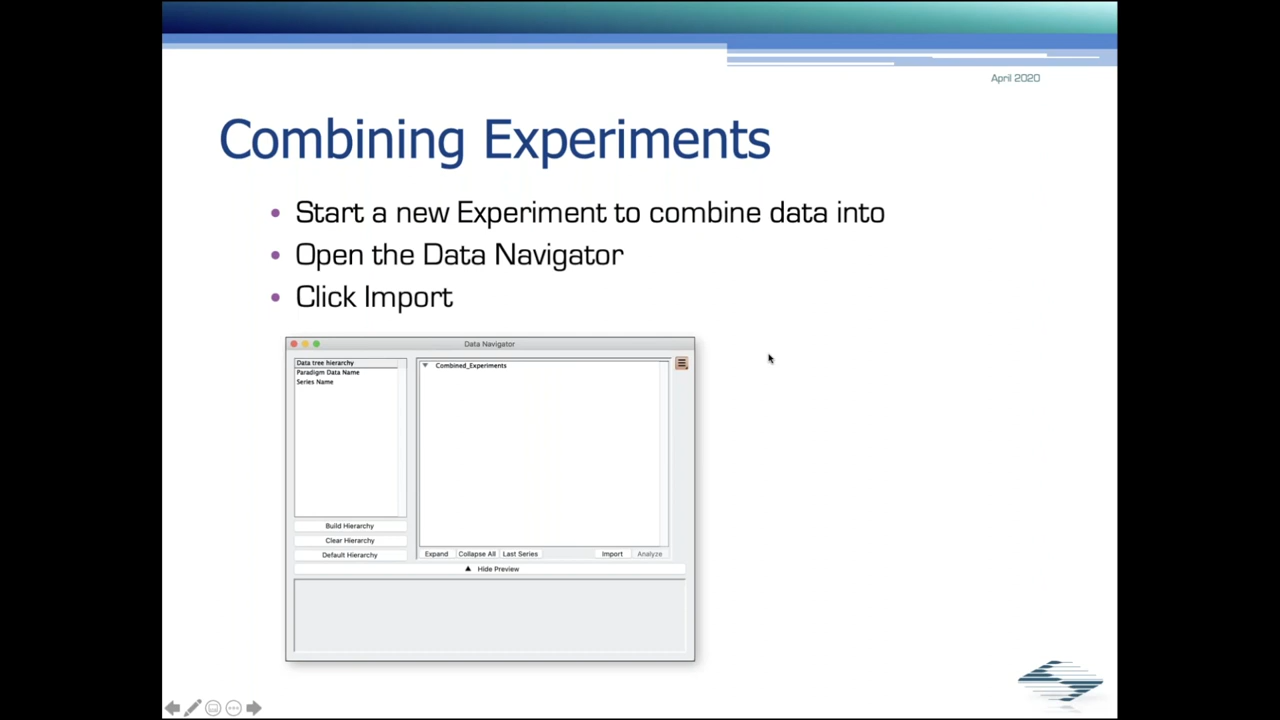 April 2020
Combining Experiments
• Start a new Experiment to combine data into
• Open the Data Navigator
• Click Import
Data Navigator
Data tree hierarchy
Paradigm Data Name
Series Name
Combined_Experiments
Build Hierarchy
Clear Hierarchy
Default Hierarchy
Expand Collapse All Last Series Import Analyze
Hide Preview